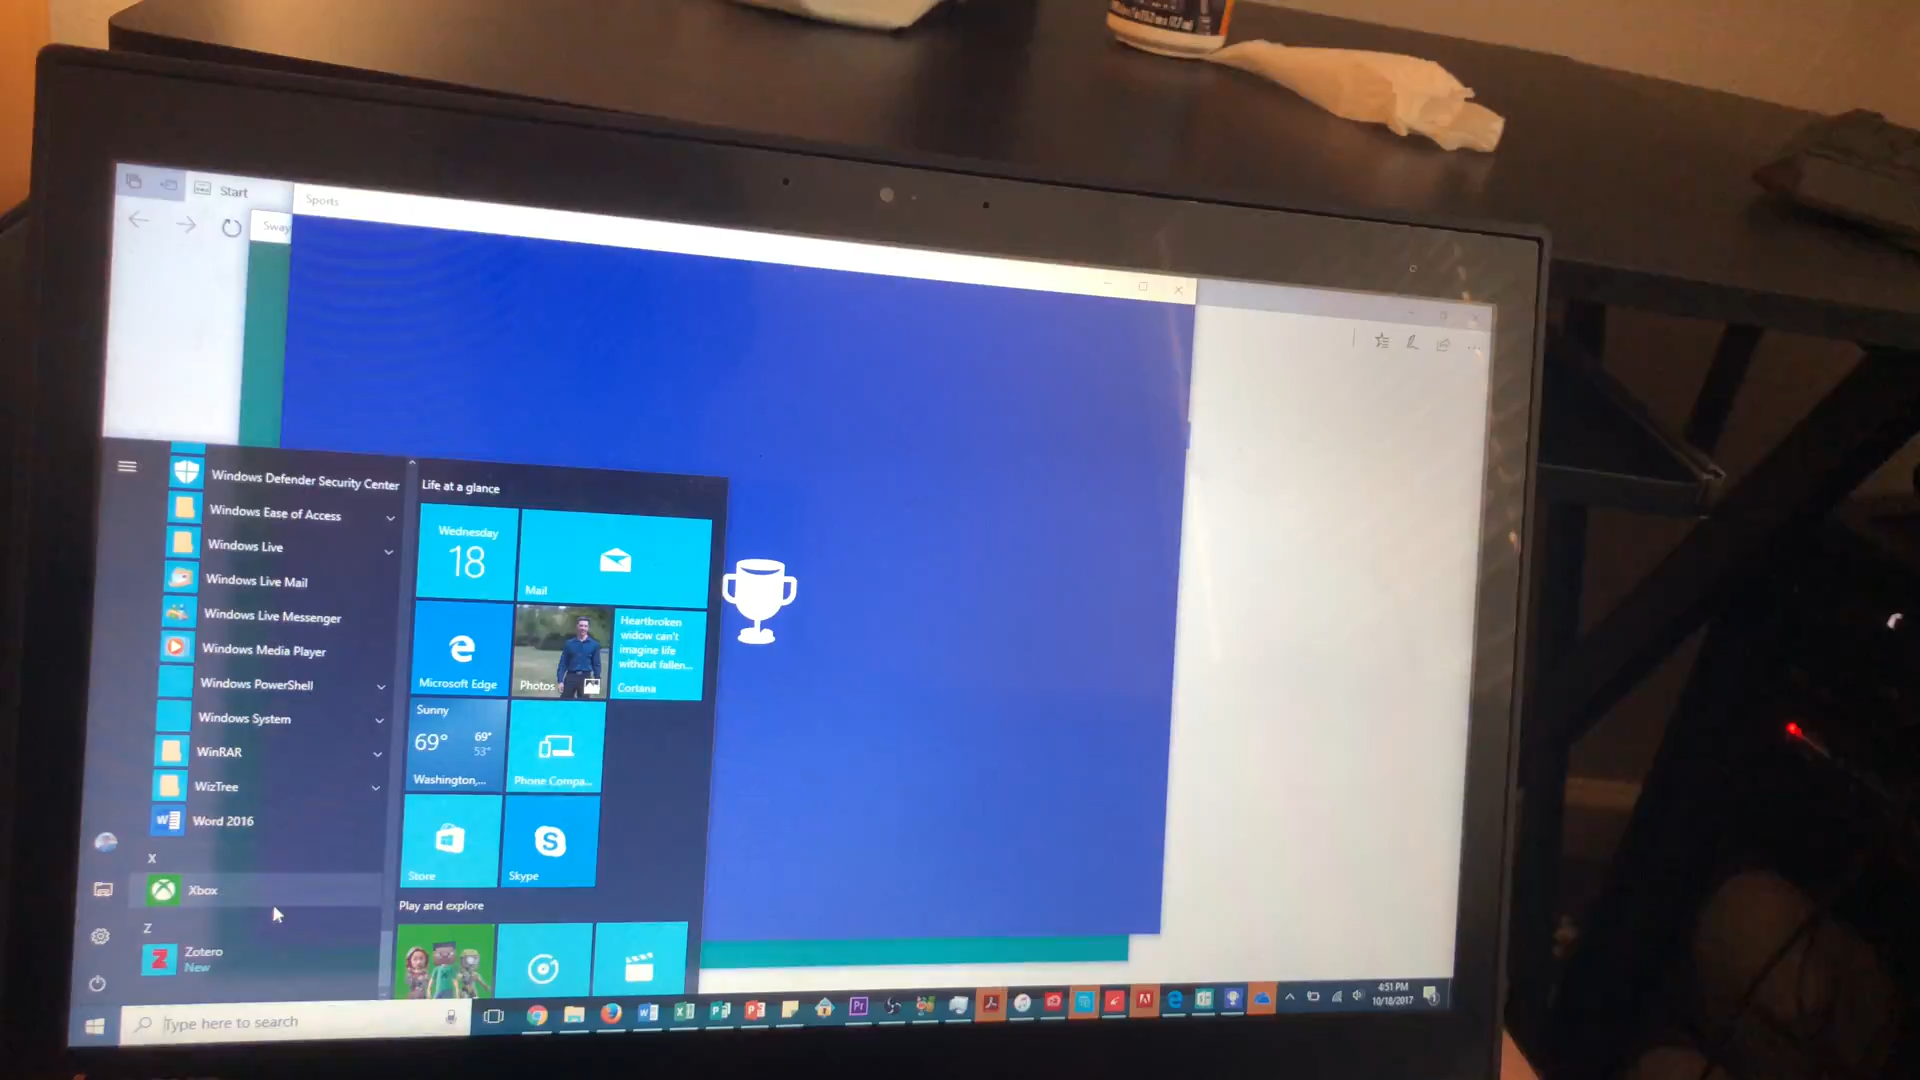 Start
Sports
Sway
Windows Defender Security Center
Windows Ease of Access
Windows Live
Windows Live Mail
Windows Live Messenger
Windows Media Player
Windows PowerShell
Windows System
WinRAR
WizTree
Word 2016
X
Xbox
Z
Zotero
New
Life at a glance
Wednesday
18
Mail
Microsoft Edge
Photos
Heartbroken
widow can't
imagine life
without fallen...
Cortana
Sunny
69°
69°
53°
Washington,...
Phone Compa...
Store
Skype
Play and explore
Type here to search
Pr
4:51 PM
10/18/2017